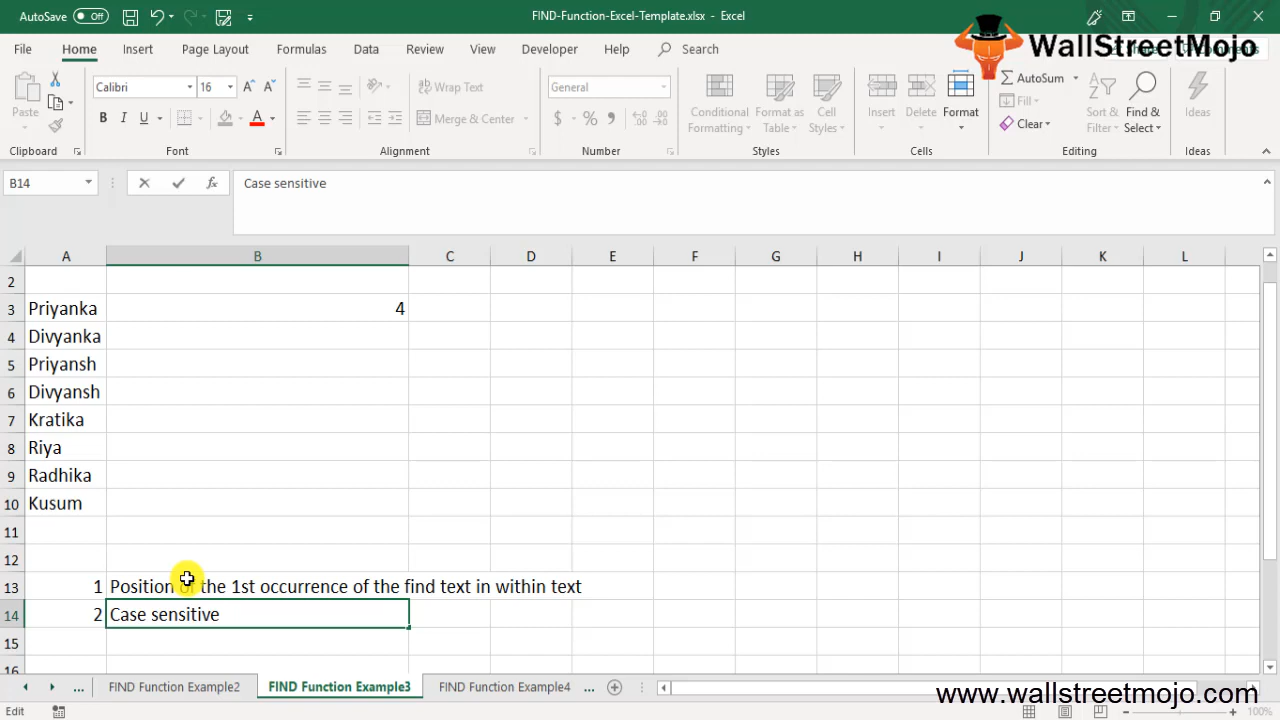 AutoSave Off
FIND-Function-Excel-Template.xlsx - Excel
WallStreetMojo
File Home Insert Page Layout Formulas Data Review View Developer Help Search
Paste
Calibri 16
B I U A
Wrap Text
Merge & Center
General
$ % ,
Conditional Formatting
Format as Table
Cell Styles
Insert Delete Format
AutoSum
Fill
Clear
Sort & Filter
Find & Select
Ideas
Clipboard Font Alignment Number Styles Cells Editing Ideas
B14 fx Case sensitive
A B C D E F G H I J K L
2
3 Priyanka 4
4 Divyanka
5 Priyansh
6 Divyansh
7 Kratika
8 Riya
9 Radhika
10 Kusum
11
12
13 1 Position of the 1st occurrence of the find text in within text
14 2 Case sensitive
15
16
... FIND Function Example2 FIND Function Example3 FIND Function Example4 ...
www.wallstreetmojo.com
Edit 100%